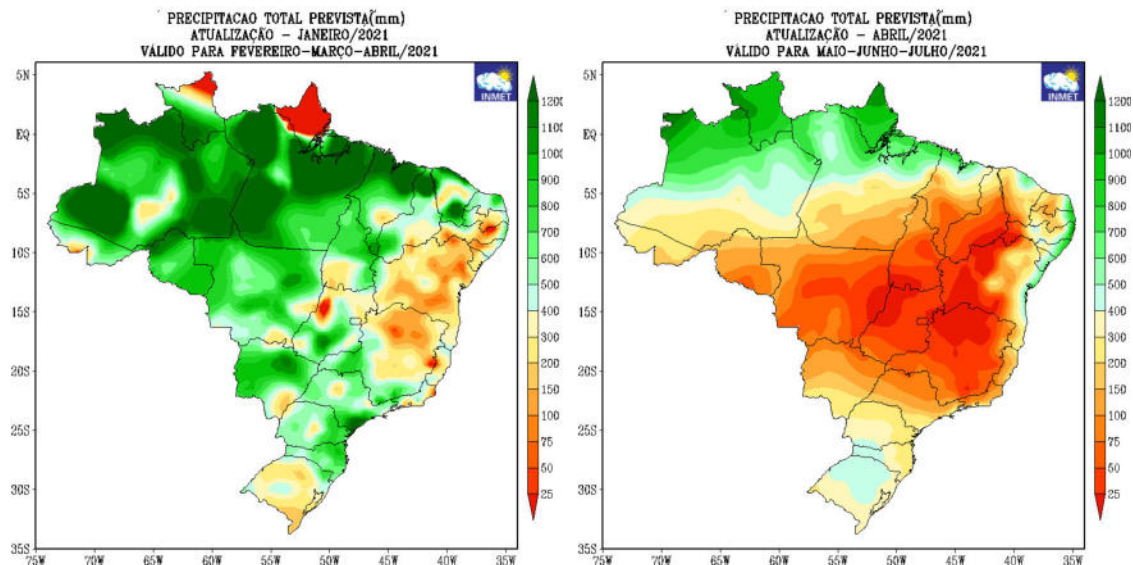 PRECIPITACAO TOTAL PREVISTA(mm)
ATUALIZAÇÃO - JANEIRO/2021
VÁLIDO PARA FEVEREIRO-MARÇO-ABRIL/2021
INMET
5N
EQ
5S
10S
15S
20S
25S
30S
35S
75W
70W
65W
60W
55W
50W
45W
40W
35W
1200
1100
1000
900
800
700
600
500
400
300
200
150
100
75
50
25
PRECIPITACAO TOTAL PREVISTA(mm)
ATUALIZAÇÃO - ABRIL/2021
VÁLIDO PARA MAIO-JUNHO-JULHO/2021
INMET
5N
EQ
5S
10S
15S
20S
25S
30S
35S
75W
70W
65W
60W
55W
50W
45W
40W
35W
1200
1100
1000
900
800
700
600
500
400
300
200
150
100
75
50
25